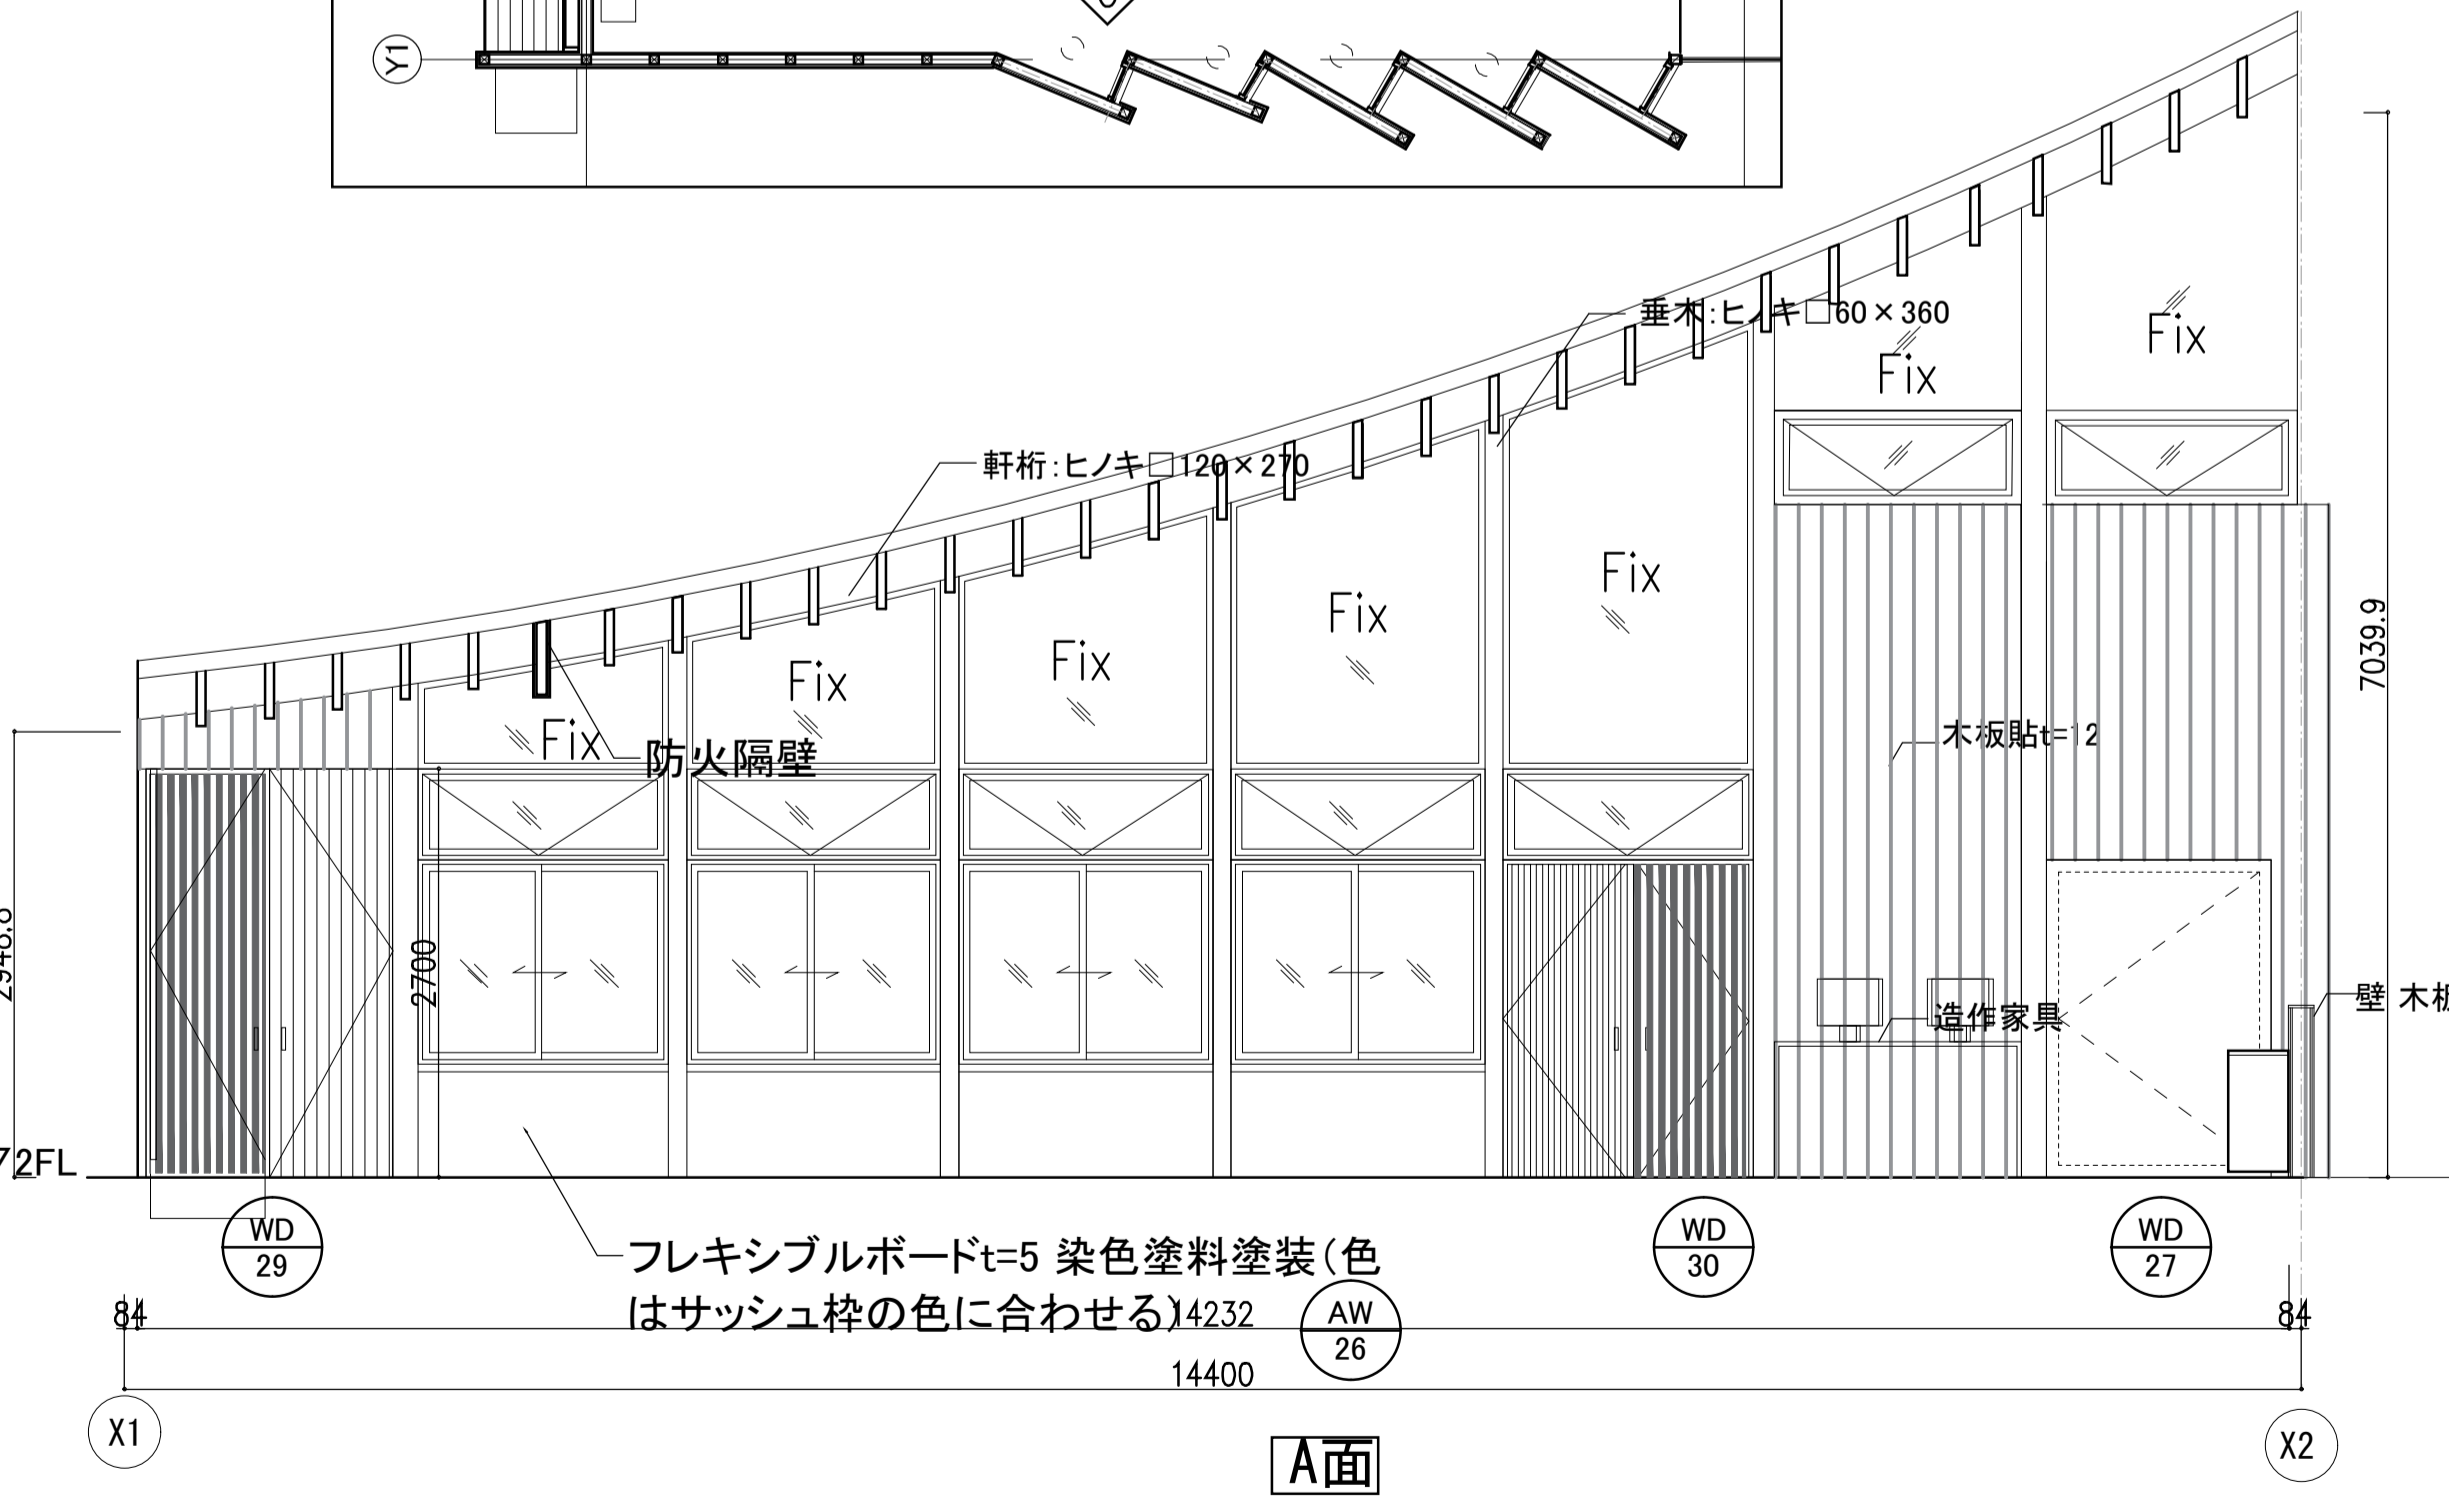 Y1
垂木:ヒノキ□60×360
Fix
Fix
軒桁:ヒノキ□120×270
Fix
Fix
Fix
Fix
Fix
防火隔壁
木板貼t=12
7039.9
2700
造作家具
壁 木板
72FL
WD
29
WD
30
WD
27
フレキシブルボードt=5 染色塗料塗装(色
はサッシュ枠の色に合わせる)
84
14232
AW
26
84
14400
X1
X2
A面